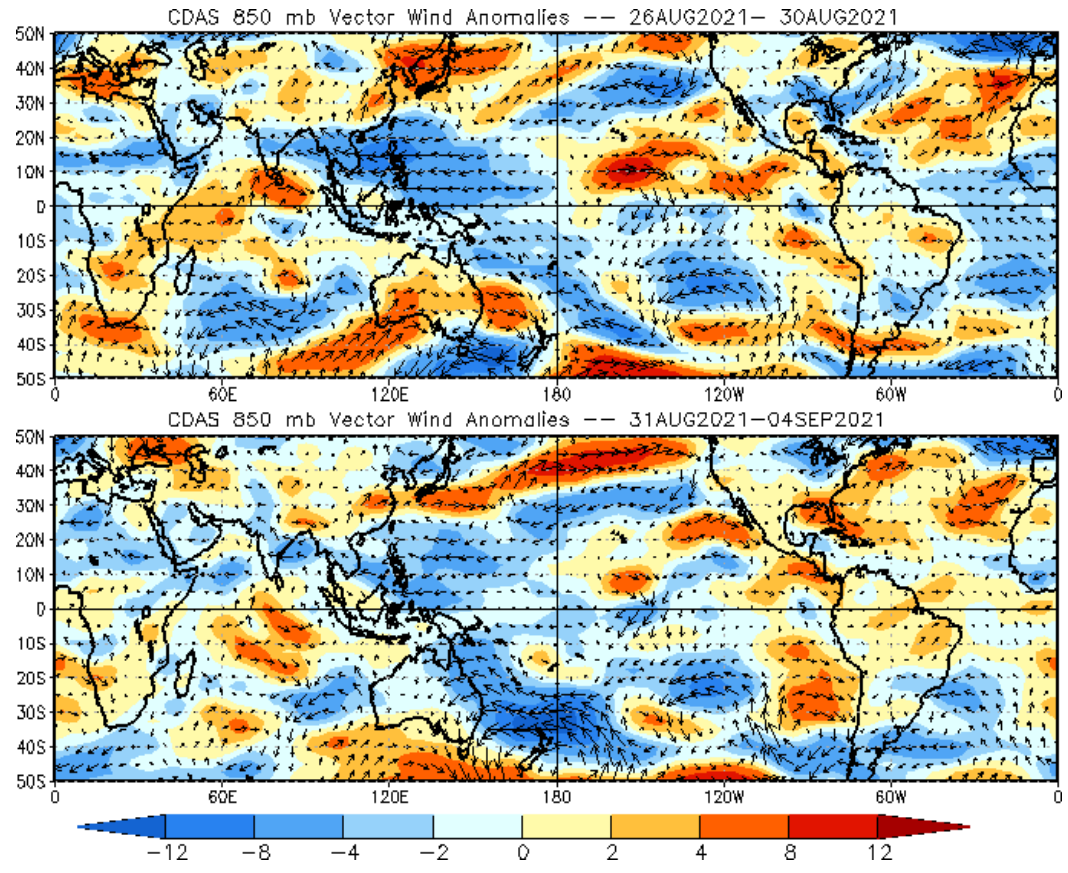 CDAS 850 mb Vector Wind Anomalies -- 26AUG2021- 30AUG2021
50N
40N
30N
20N
10N
0
10S
20S
30S
40S
50S
0 60E 120E 180 120W 60W 0
CDAS 850 mb Vector Wind Anomalies -- 31AUG2021-04SEP2021
50N
40N
30N
20N
10N
0
10S
20S
30S
40S
50S
0 60E 120E 180 120W 60W 0
-12 -8 -4 -2 0 2 4 8 12